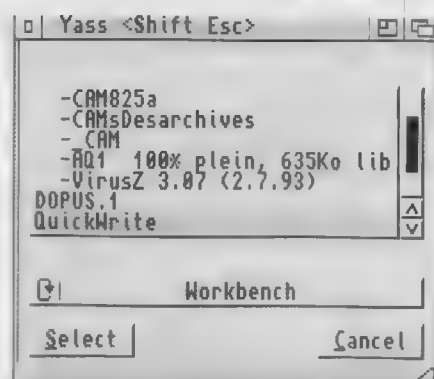 Yass <Shift Esc>
-CAM825a
-CAMsDesarchives
-_CAM
-AQ1 100% plein, 635Ko lib
-VirusZ 3.07 (2.7.93)
DOPUS.1
QuickWrite
Workbench
Select
Cancel